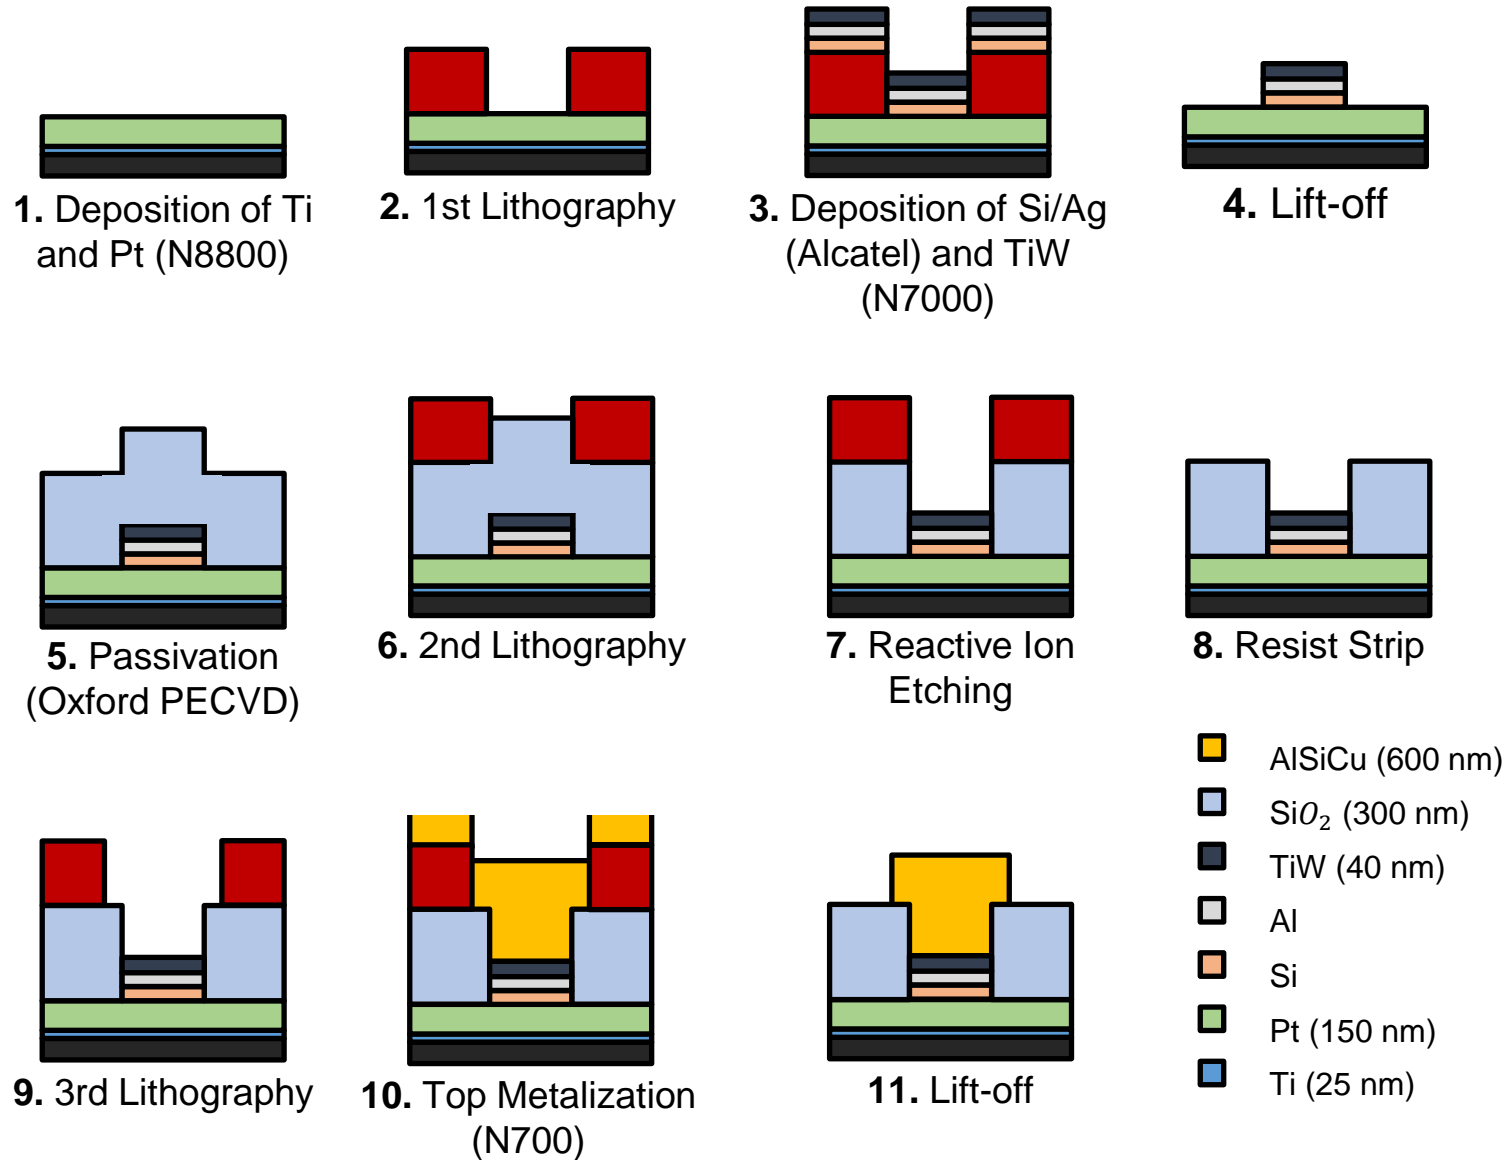 1. Deposition of Ti
and Pt (N8800)
2. 1st Lithography
3. Deposition of Si/Ag
(Alcatel) and TiW
(N7000)
4. Lift-off
5. Passivation
(Oxford PECVD)
6. 2nd Lithography
7. Reactive Ion
Etching
8. Resist Strip
AlSiCu (600 nm)
SiO₂ (300 nm)
TiW (40 nm)
Al
Si
Pt (150 nm)
Ti (25 nm)
9. 3rd Lithography
10. Top Metalization
(N700)
11. Lift-off